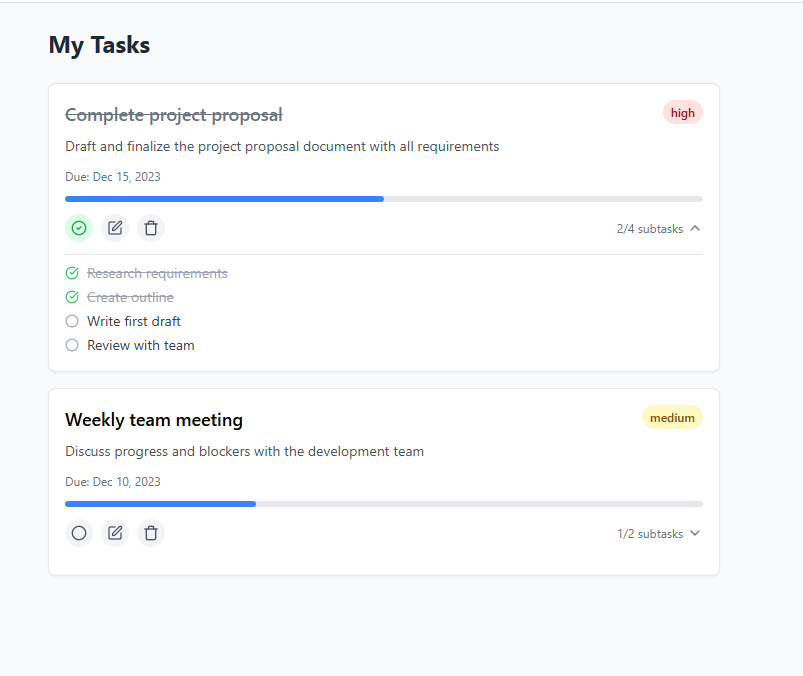 My Tasks
Complete project proposal
high
Draft and finalize the project proposal document with all requirements
Due: Dec 15, 2023
2/4 subtasks
Research requirements
Create outline
Write first draft
Review with team
Weekly team meeting
medium
Discuss progress and blockers with the development team
Due: Dec 10, 2023
1/2 subtasks